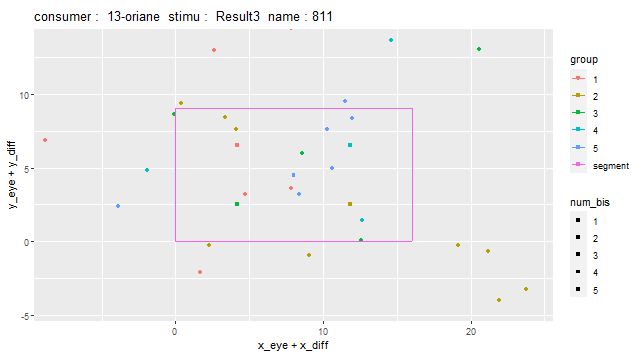 consumer : 13-oriane stimu : Result3 name : 811
y_eye + y_diff
10
5
0
-5
0
10
20
x_eye + x_diff
group
1
2
3
4
5
segment
num_bis
1
2
3
4
5